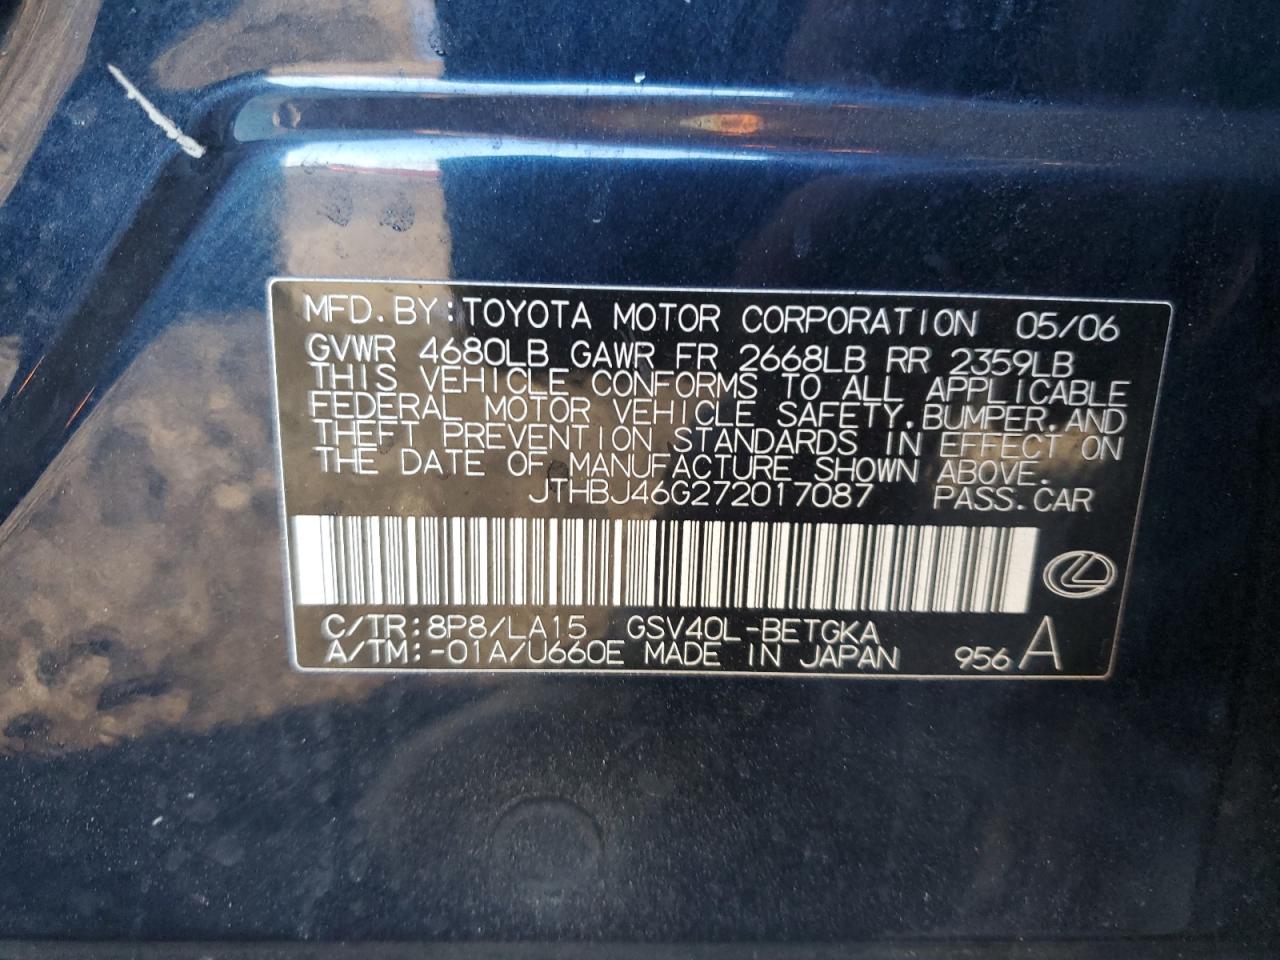 MFD. BY: TOYOTA MOTOR CORPORATION 05/06
GVWR 4680LB GAWR FR 2668LB RR 2359LB
THIS VEHICLE CONFORMS TO ALL APPLICABLE
FEDERAL MOTOR VEHICLE SAFETY, BUMPER, AND
THEFT PREVENTION STANDARDS IN EFFECT ON
THE DATE OF MANUFACTURE SHOWN ABOVE.
JTHBJ46G272017087 PASS. CAR
C/TR: 8P8/LA15 GSV40L-BETGKA
A/TM: -01A/U660E MADE IN JAPAN 956 A